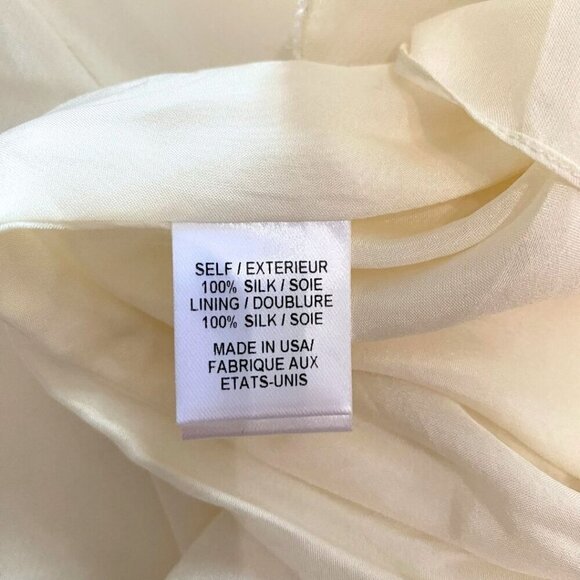 SELF / EXTERIEUR
100% SILK / SOIE
LINING / DOUBLURE
100% SILK / SOIE
MADE IN USA/
FABRIQUE AUX
ETATS-UNIS